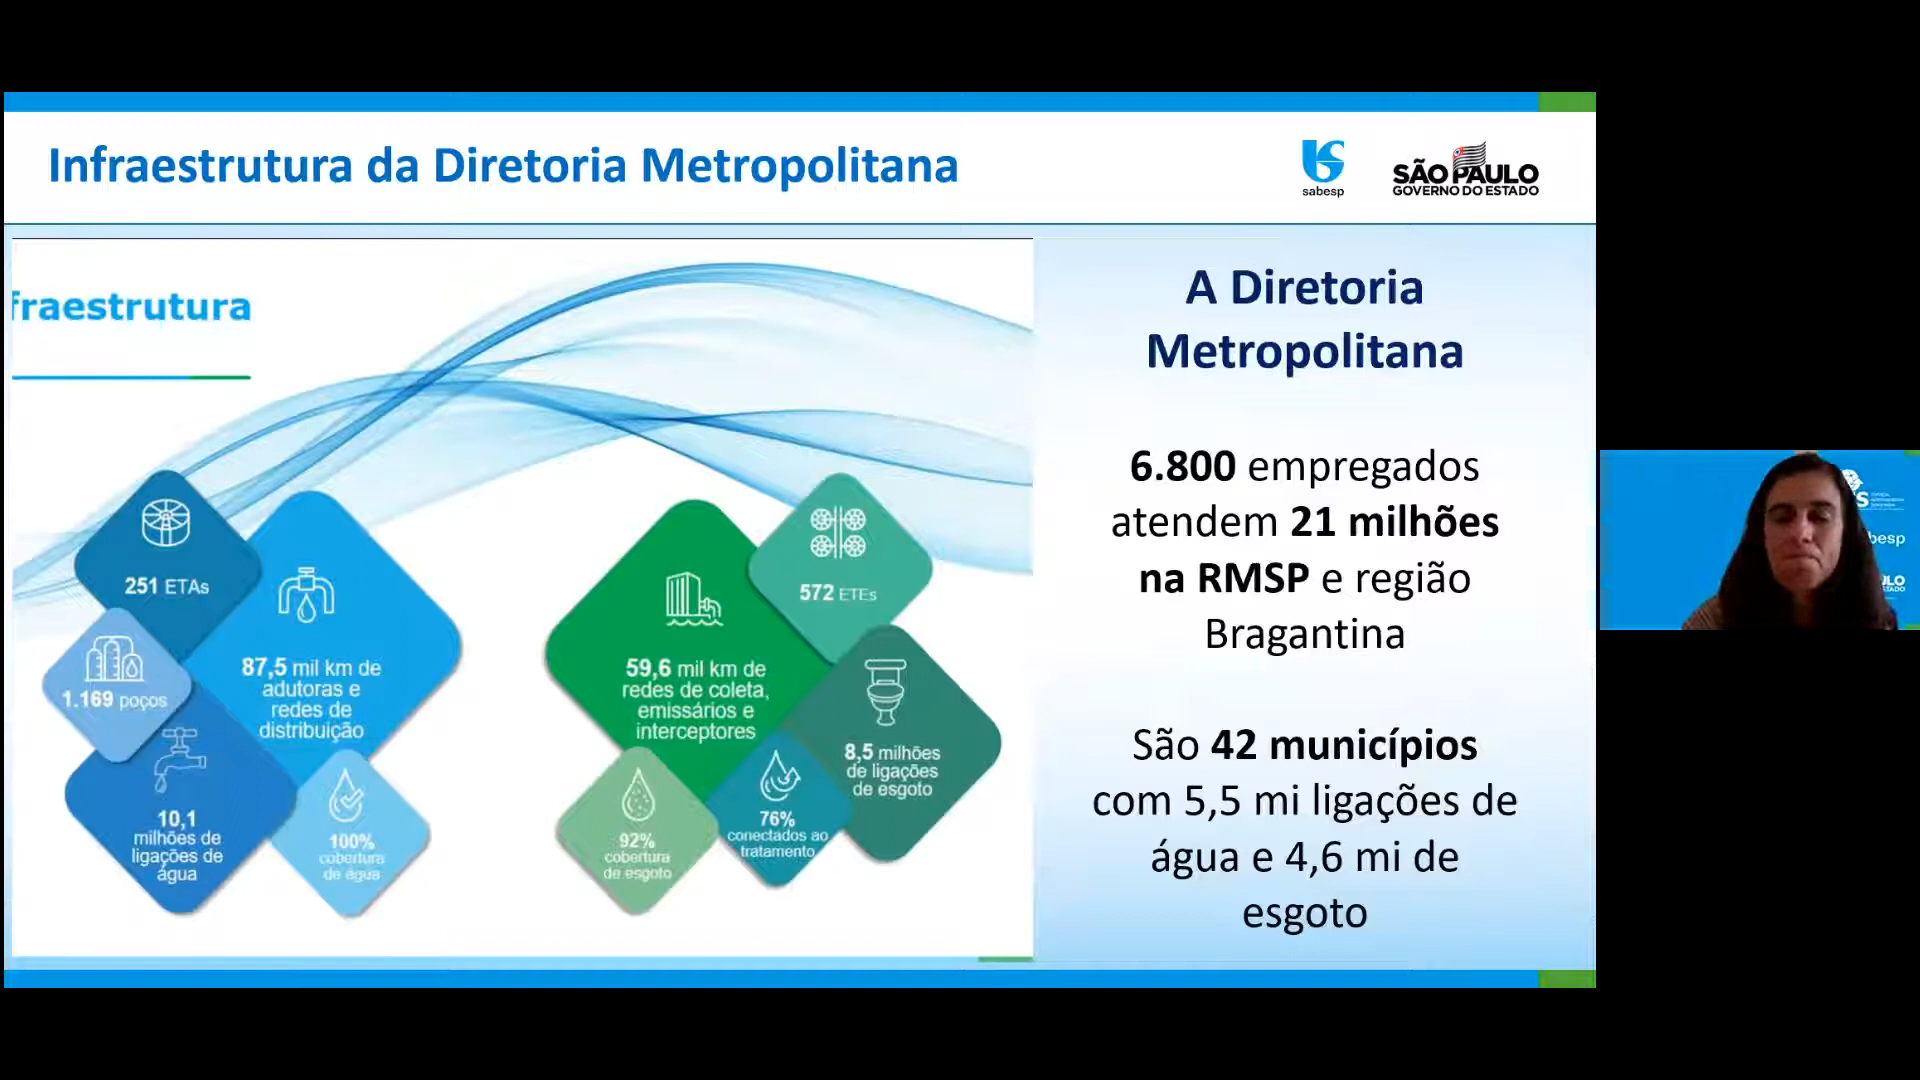 Infraestrutura da Diretoria Metropolitana
sabesp
SÃO PAULO
GOVERNO DO ESTADO
fraestrutura
251 ETAs
1.169 poços
87,5 mil km de
adutoras e
redes de
distribuição
10,1
milhões de
ligações de
água
100%
cobertura
de água
59,6 mil km de
redes de coleta,
emissários e
interceptores
572 ETEs
8,5 milhões
de ligações
de esgoto
92%
cobertura
de esgoto
76%
conectados ao
tratamento
A Diretoria
Metropolitana
6.800 empregados
atendem 21 milhões
na RMSP e região
Bragantina
São 42 municípios
com 5,5 mi ligações de
água e 4,6 mi de
esgoto
S
besp
ULO